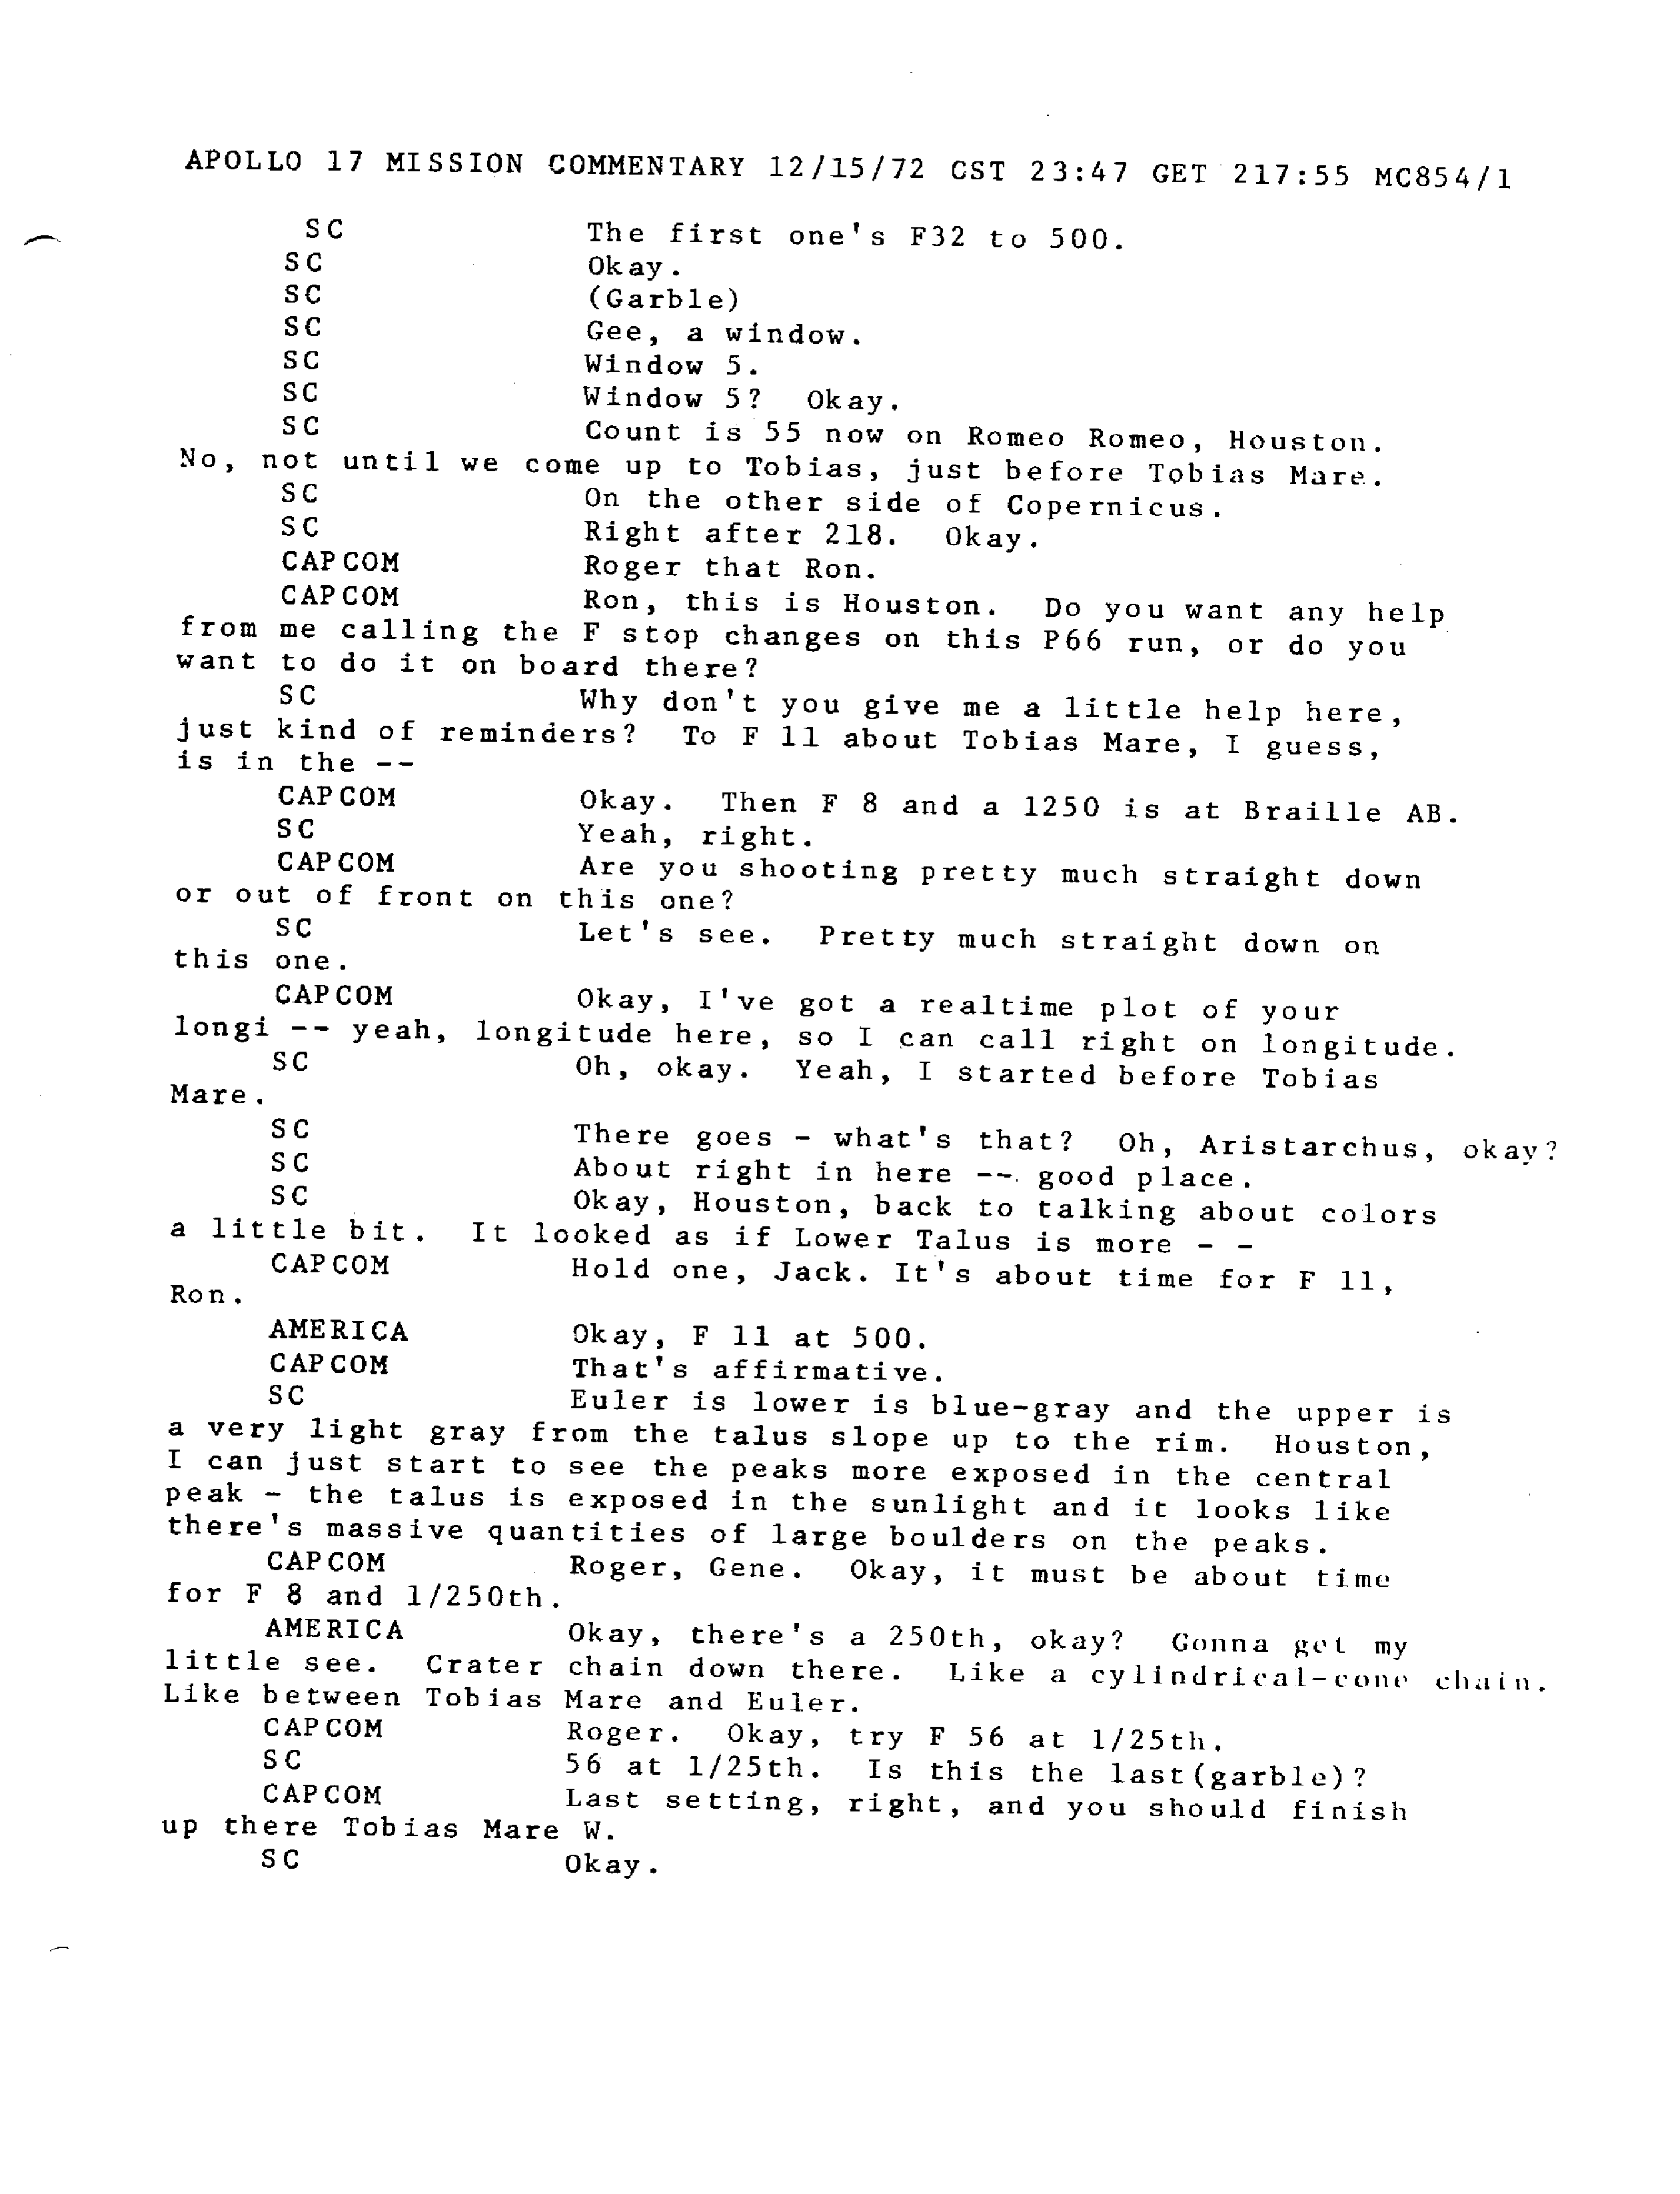 APOLLO 17 MISSION COMMENTARY 12/15/72 CST 23:47 GET 217:55 MC854/1
SC The first one's F32 to 500.
SC Okay.
SC (Garble)
SC Gee, a window.
SC Window 5.
SC Window 5? Okay.
SC Count is 55 now on Romeo Romeo, Houston.
No, not until we come up to Tobias, just before Tobias Mare.
SC On the other side of Copernicus.
SC Right after 218. Okay.
CAPCOM Roger that Ron.
CAPCOM Ron, this is Houston. Do you want any help
from me calling the F stop changes on this P66 run, or do you
want to do it on board there?
SC Why don't you give me a little help here,
just kind of reminders? To F 11 about Tobias Mare, I guess,
is in the --
CAPCOM Okay. Then F 8 and a 1250 is at Braille AB.
SC Yeah, right.
CAPCOM Are you shooting pretty much straight down
or out of front on this one?
SC Let's see. Pretty much straight down on
this one.
CAPCOM Okay, I've got a realtime plot of your
longi -- yeah, longitude here, so I can call right on longitude.
SC Oh, okay. Yeah, I started before Tobias
Mare.
SC There goes - what's that? Oh, Aristarchus, okay?
SC About right in here -- good place.
SC Okay, Houston, back to talking about colors
a little bit. It looked as if Lower Talus is more - -
CAPCOM Hold one, Jack. It's about time for F 11,
Ron.
AMERICA Okay, F 11 at 500.
CAPCOM That's affirmative.
SC Euler is lower is blue-gray and the upper is
a very light gray from the talus slope up to the rim. Houston,
I can just start to see the peaks more exposed in the central
peak - the talus is exposed in the sunlight and it looks like
there's massive quantities of large boulders on the peaks.
CAPCOM Roger, Gene. Okay, it must be about time
for F 8 and 1/250th.
AMERICA Okay, there's a 250th, okay? Gonna get my
little see. Crater chain down there. Like a cylindrical-cone chain.
Like between Tobias Mare and Euler.
CAPCOM Roger. Okay, try F 56 at 1/25th.
SC 56 at 1/25th. Is this the last(garble)?
CAPCOM Last setting, right, and you should finish
up there Tobias Mare W.
SC Okay.